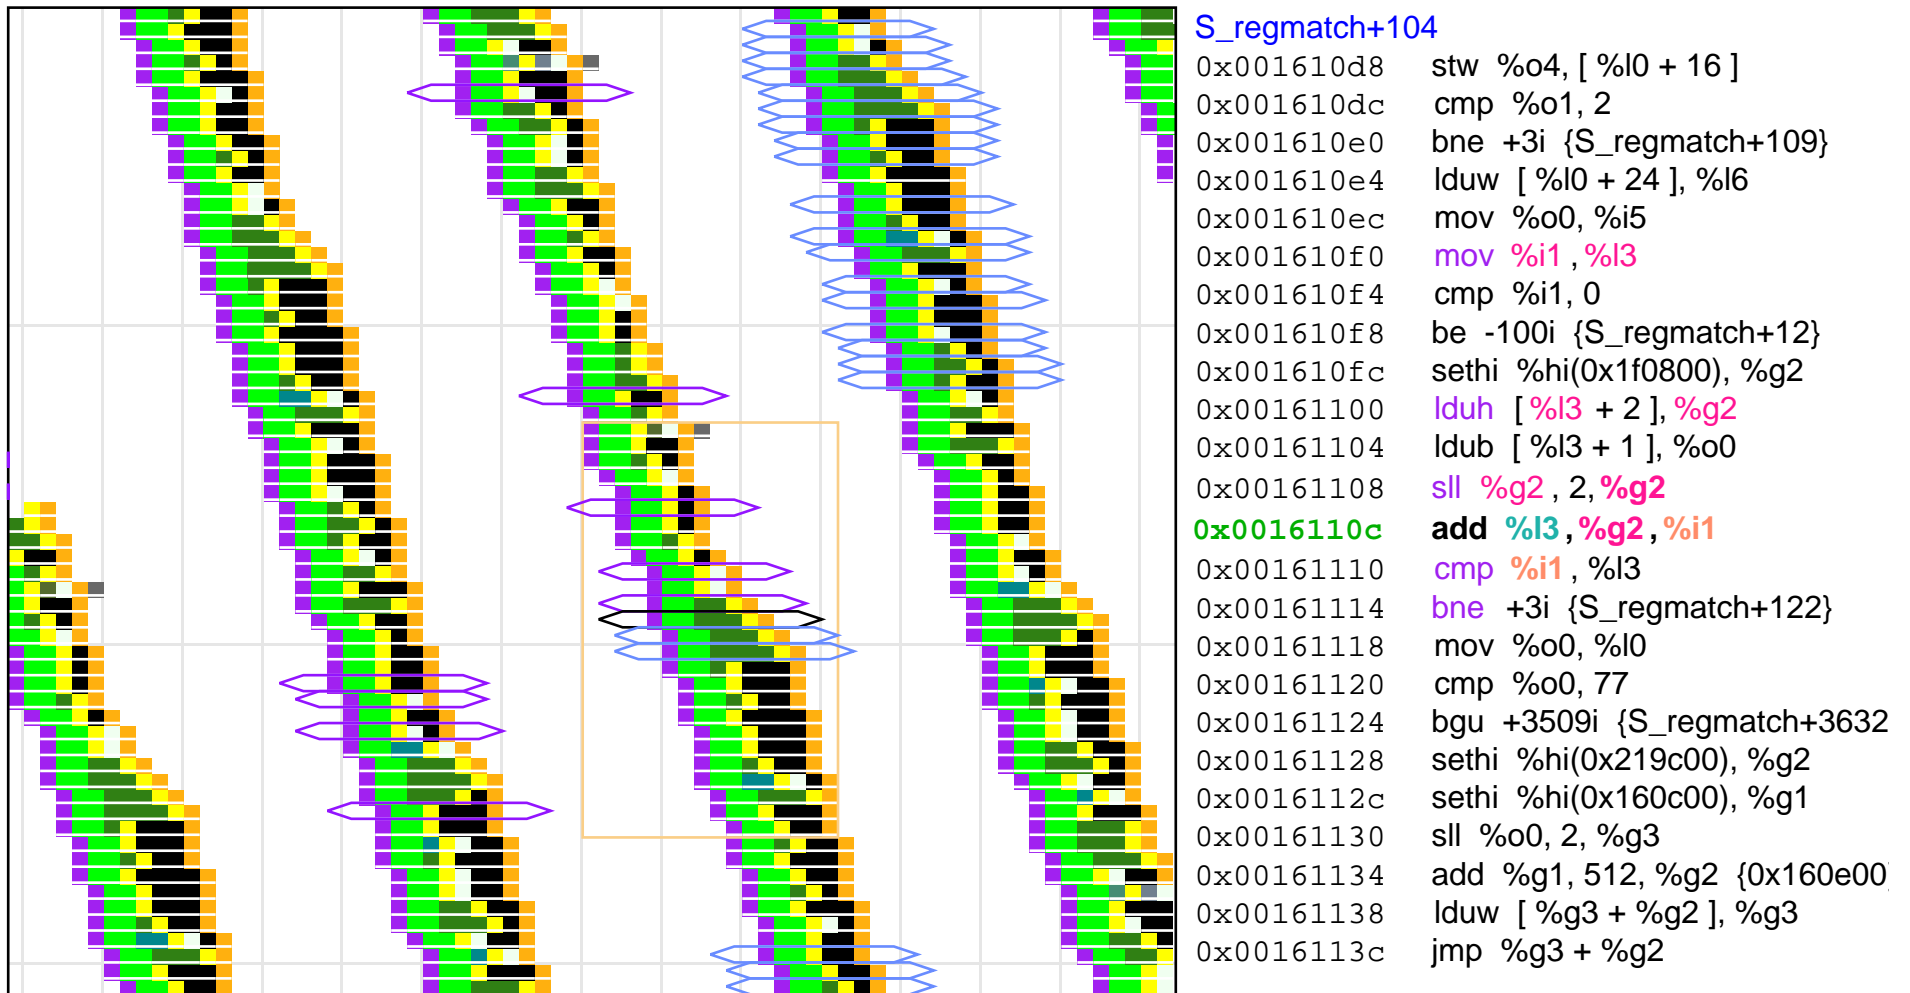 S_regmatch+104
0x001610d8 stw %o4, [ %l0 + 16 ]
0x001610dc cmp %o1, 2
0x001610e0 bne +3i {S_regmatch+109}
0x001610e4 lduw [ %l0 + 24 ], %l6
0x001610ec mov %o0, %i5
0x001610f0 mov %i1 , %l3
0x001610f4 cmp %i1, 0
0x001610f8 be -100i {S_regmatch+12}
0x001610fc sethi %hi(0x1f0800), %g2
0x00161100 lduh [ %l3 + 2 ], %g2
0x00161104 ldub [ %l3 + 1 ], %o0
0x00161108 sll %g2 , 2, %g2
0x0016110c add %l3 , %g2 , %i1
0x00161110 cmp %i1 , %l3
0x00161114 bne +3i {S_regmatch+122}
0x00161118 mov %o0, %l0
0x00161120 cmp %o0, 77
0x00161124 bgu +3509i {S_regmatch+3632
0x00161128 sethi %hi(0x219c00), %g2
0x0016112c sethi %hi(0x160c00), %g1
0x00161130 sll %o0, 2, %g3
0x00161134 add %g1, 512, %g2 {0x160e00}
0x00161138 lduw [ %g3 + %g2 ], %g3
0x0016113c jmp %g3 + %g2